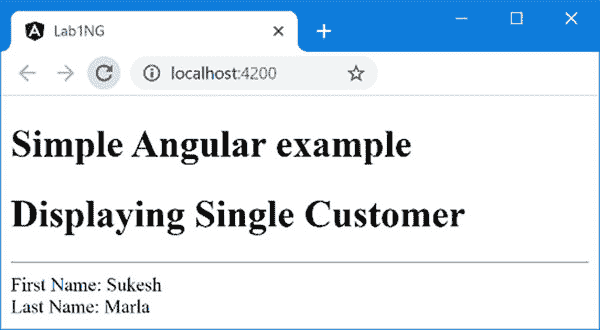 Lab1NG
localhost:4200
Simple Angular example
Displaying Single Customer
First Name: Sukesh
Last Name: Marla